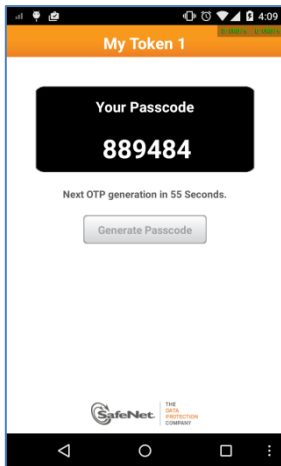 4:09
My Token 1
Your Passcode
889484
Next OTP generation in 55 Seconds.
Generate Passcode
SafeNet.
THE
DATA
PROTECTION
COMPANY